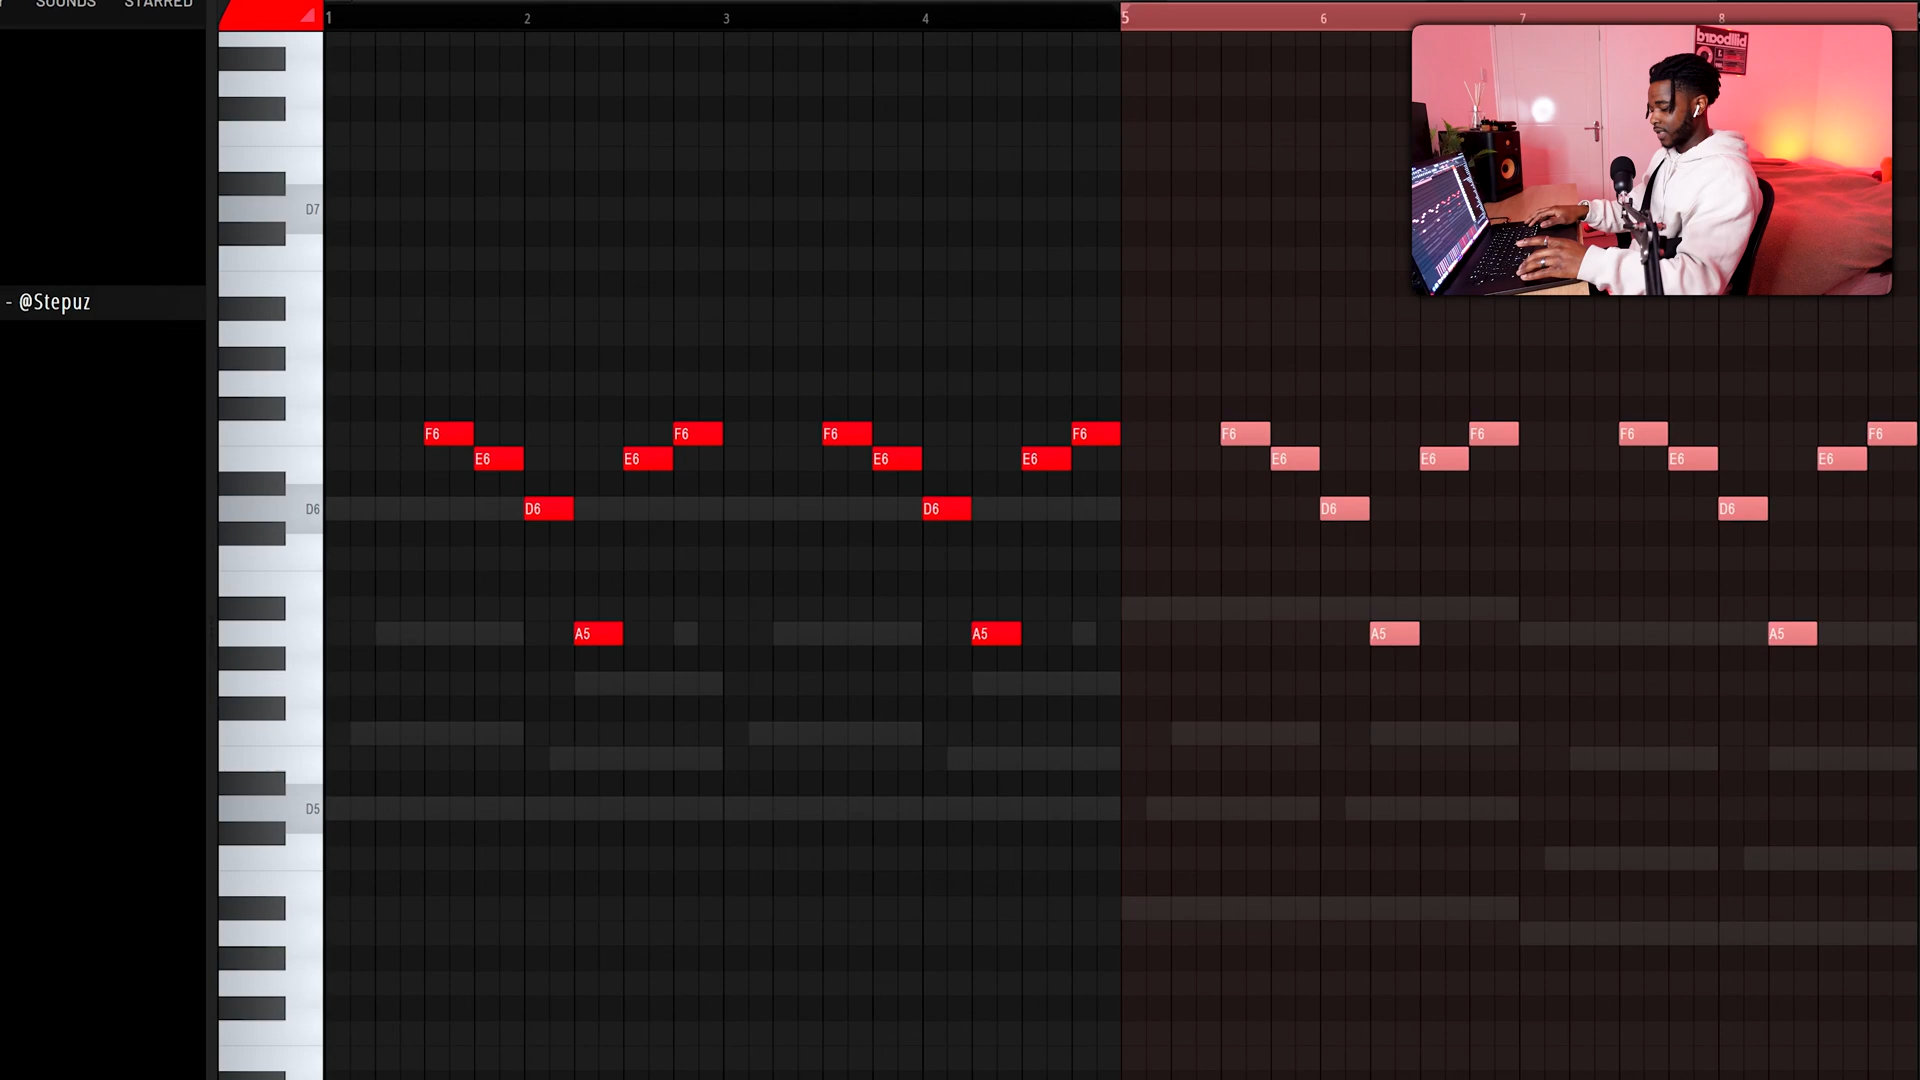 SOUNDS STARRED
1 2 3 4 5 6 7 8
billboard
D7
- @Stepuz
F6 F6 F6 F6 F6 F6 F6 F6
E6 E6 E6 E6 E6 E6 E6 E6
D6 D6 D6 D6 D6
A5 A5 A5 A5
D5